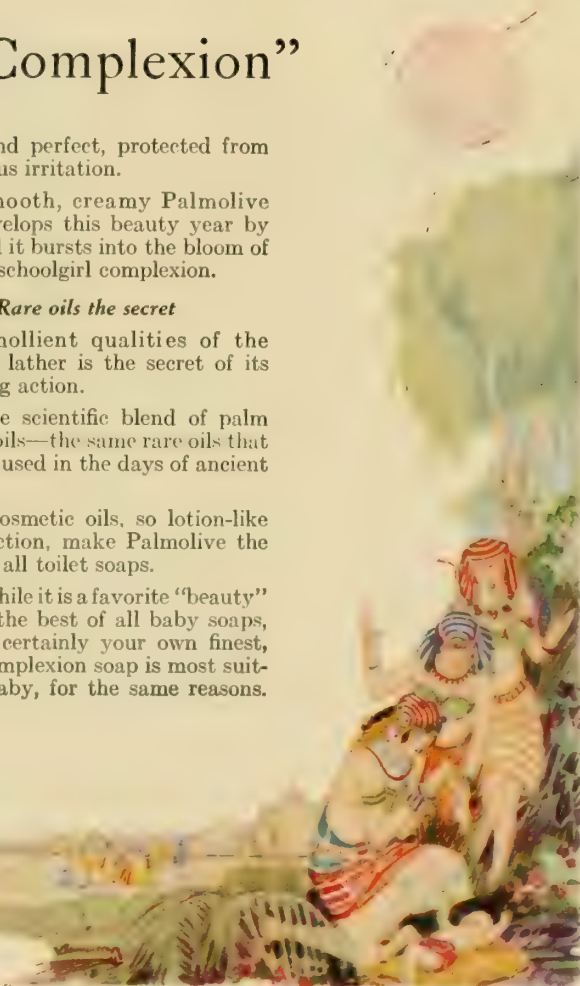 Complexion”
nd perfect, protected from
us irritation.
nooth, creamy Palmolive
velops this beauty year by
l it bursts into the bloom of
schoolgirl complexion.
Rare oils the secret
nollient qualities of the
lather is the secret of its
g action.
e scientific blend of palm
oils—the same rare oils that
used in the days of ancient
osmetic oils, so lotion-like
ction, make Palmolive the
all toilet soaps.
hile it is a favorite “beauty”
the best of all baby soaps,
certainly your own finest,
mplexion soap is most suit-
aby, for the same reasons.